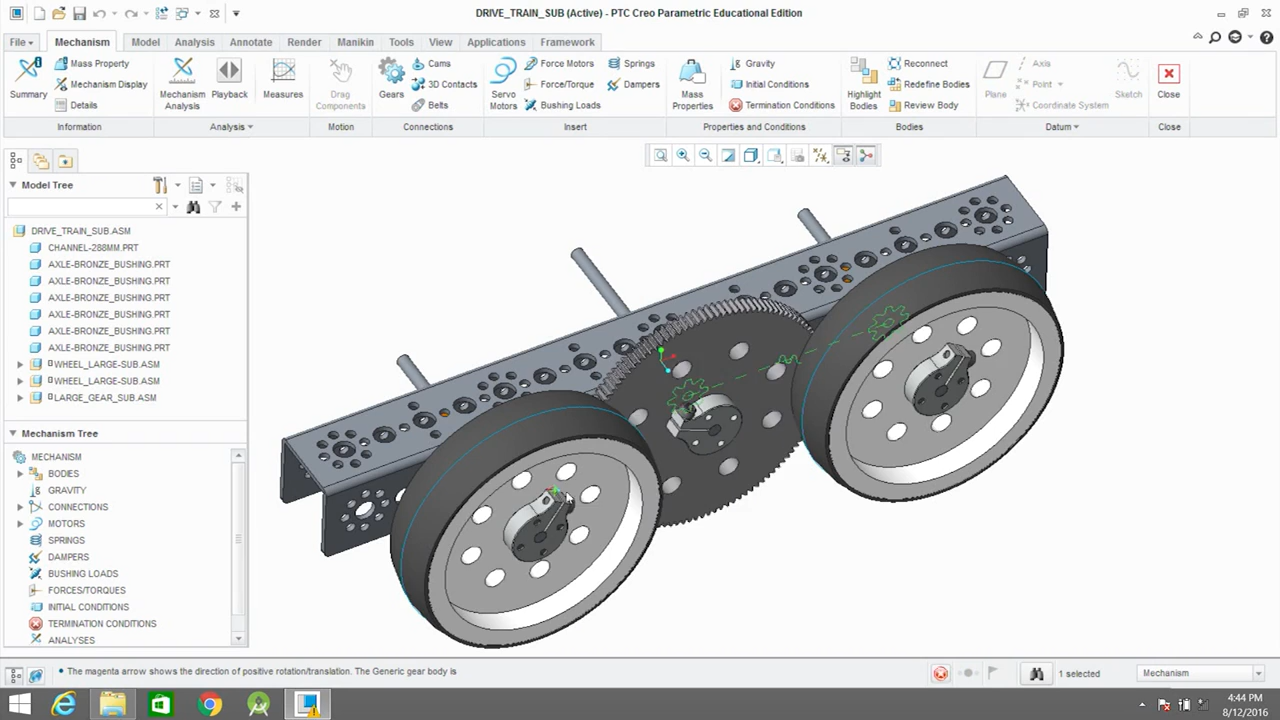 DRIVE_TRAIN_SUB (Active) - PTC Creo Parametric Educational Edition
File Mechanism Model Analysis Annotate Render Manikin Tools View Applications Framework
Summary
Mass Property
Mechanism Display
Details
Information
Mechanism Analysis
Playback
Measures
Analysis
Drag Components
Motion
Gears
Cams
3D Contacts
Belts
Connections
Servo Motors
Force Motors
Force/Torque
Bushing Loads
Springs
Dampers
Insert
Mass Properties
Gravity
Initial Conditions
Termination Conditions
Properties and Conditions
Highlight Bodies
Reconnect
Redefine Bodies
Review Body
Bodies
Plane
Axis
Point
Coordinate System
Sketch
Datum
Close
Close
Model Tree
DRIVE_TRAIN_SUB.ASM
CHANNEL-288MM.PRT
AXLE-BRONZE_BUSHING.PRT
AXLE-BRONZE_BUSHING.PRT
AXLE-BRONZE_BUSHING.PRT
AXLE-BRONZE_BUSHING.PRT
AXLE-BRONZE_BUSHING.PRT
AXLE-BRONZE_BUSHING.PRT
WHEEL_LARGE-SUB.ASM
WHEEL_LARGE-SUB.ASM
LARGE_GEAR_SUB.ASM
Mechanism Tree
MECHANISM
BODIES
GRAVITY
CONNECTIONS
MOTORS
SPRINGS
DAMPERS
BUSHING LOADS
FORCES/TORQUES
INITIAL CONDITIONS
TERMINATION CONDITIONS
ANALYSES
• The magenta arrow shows the direction of positive rotation/translation. The Generic gear body is
1 selected
Mechanism
4:44 PM
8/12/2016